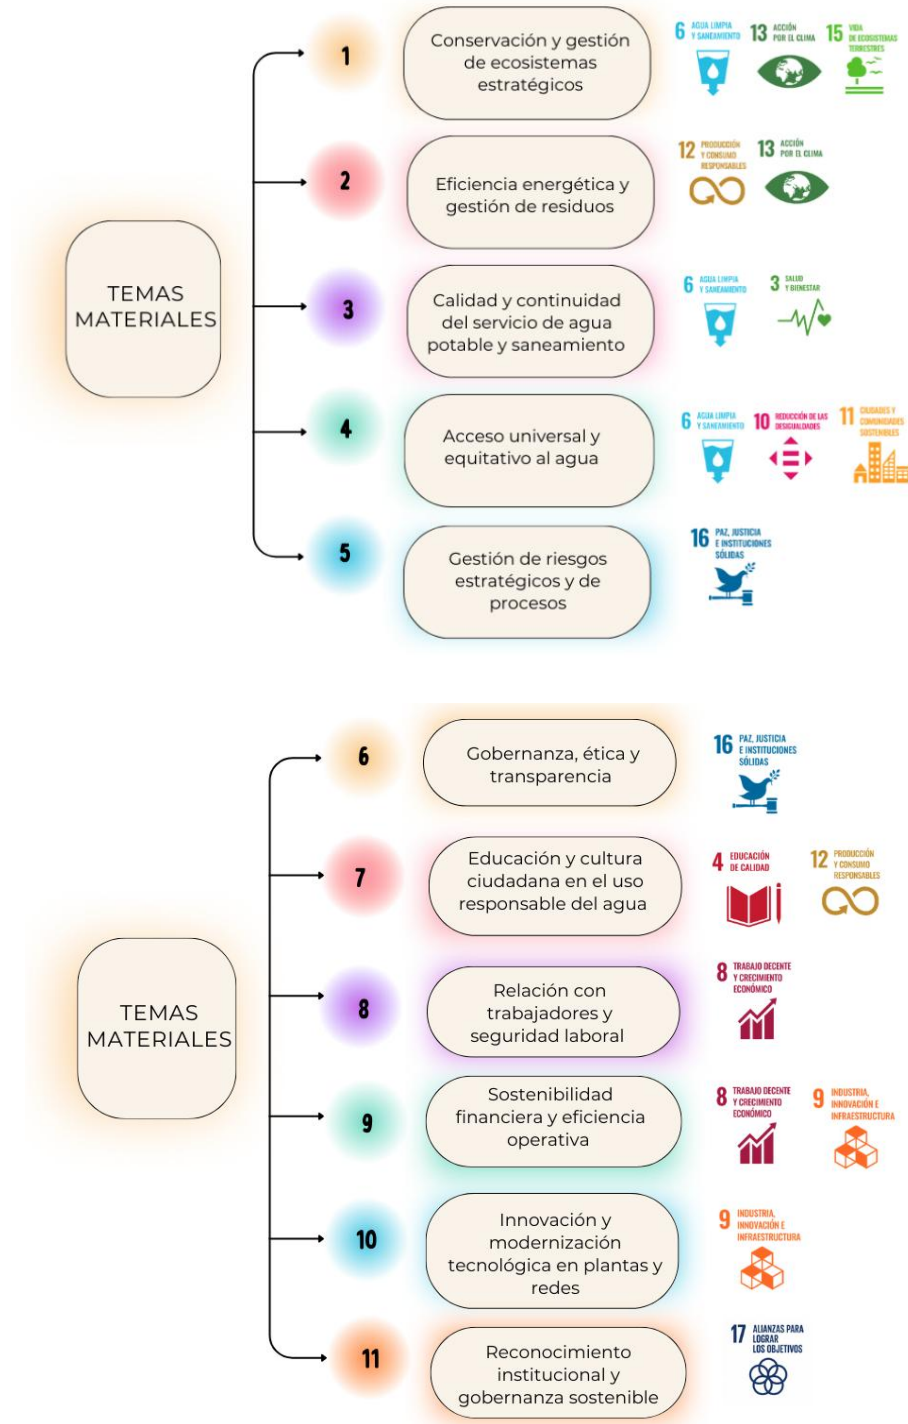 1
Conservación y gestión
de ecosistemas
estratégicos
6 AGUA LIMPIA
Y SANEAMIENTO
13 ACCIÓN
POR EL CLIMA
15 VIDA
DE ECOSISTEMAS
TERRESTRES
2
Eficiencia energética y
gestión de residuos
12 PRODUCCIÓN
Y CONSUMO
RESPONSABLES
13 ACCIÓN
POR EL CLIMA
TEMAS
MATERIALES
3
Calidad y continuidad
del servicio de agua
potable y saneamiento
6 AGUA LIMPIA
Y SANEAMIENTO
3 SALUD
Y BIENESTAR
4
Acceso universal y
equitativo al agua
6 AGUA LIMPIA
Y SANEAMIENTO
10 REDUCCIÓN DE LAS
DESIGUALDADES
11 CIUDADES Y
COMUNIDADES
SOSTENIBLES
5
Gestión de riesgos
estratégicos y de
procesos
16 PAZ, JUSTICIA
E INSTITUCIONES
SÓLIDAS
6
Gobernanza, ética y
transparencia
16 PAZ, JUSTICIA
E INSTITUCIONES
SÓLIDAS
7
Educación y cultura
ciudadana en el uso
responsable del agua
4 EDUCACIÓN
DE CALIDAD
12 PRODUCCIÓN
Y CONSUMO
RESPONSABLES
TEMAS
MATERIALES
8
Relación con
trabajadores y
seguridad laboral
8 TRABAJO DECENTE
Y CRECIMIENTO
ECONÓMICO
9
Sostenibilidad
financiera y eficiencia
operativa
8 TRABAJO DECENTE
Y CRECIMIENTO
ECONÓMICO
9 INDUSTRIA,
INNOVACIÓN E
INFRAESTRUCTURA
10
Innovación y
modernización
tecnológica en plantas y
redes
9 INDUSTRIA,
INNOVACIÓN E
INFRAESTRUCTURA
11
Reconocimiento
institucional y
gobernanza sostenible
17 ALIANZAS PARA
LOGRAR
LOS OBJETIVOS